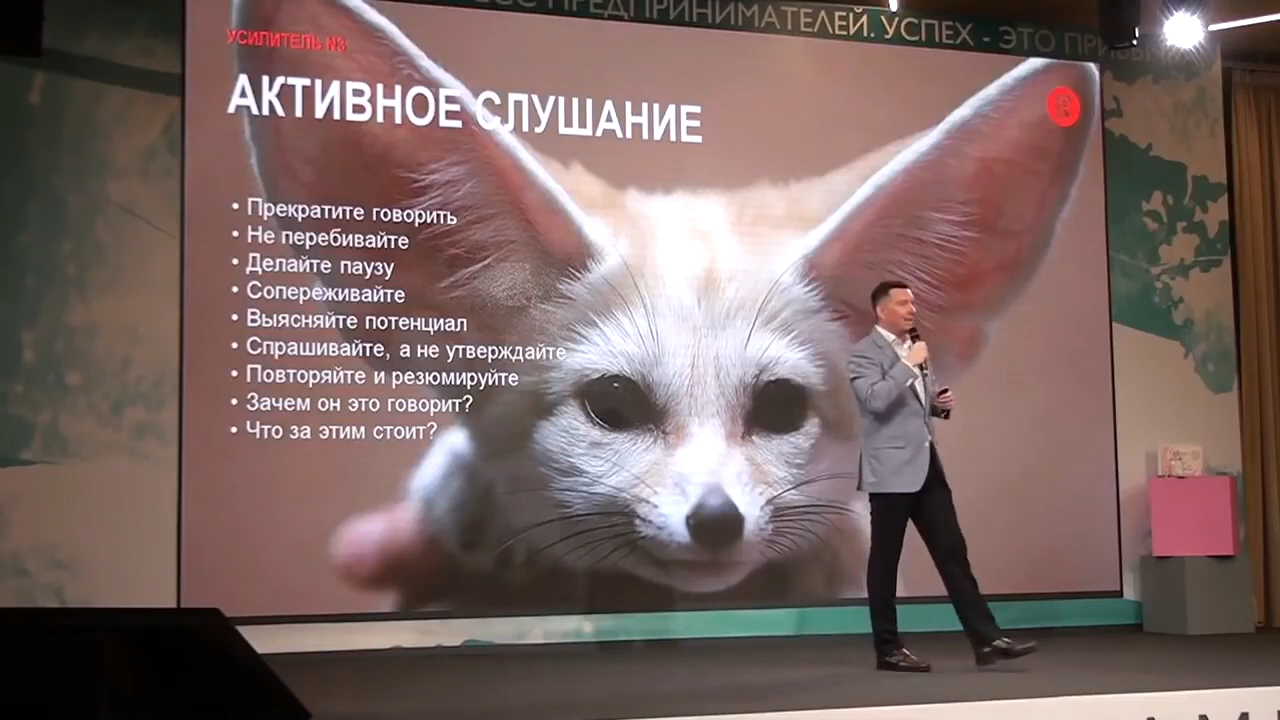 ПРЕДПРИНИМАТЕЛЕЙ. УСПЕХ - ЭТО
УСИЛИТЕЛЬ №3
АКТИВНОЕ СЛУШАНИЕ
• Прекратите говорить
• Не перебивайте
• Делайте паузу
• Сопереживайте
• Выясняйте потенциал
• Спрашивайте, а не утверждайте
• Повторяйте и резюмируйте
• Зачем он это говорит?
• Что за этим стоит?